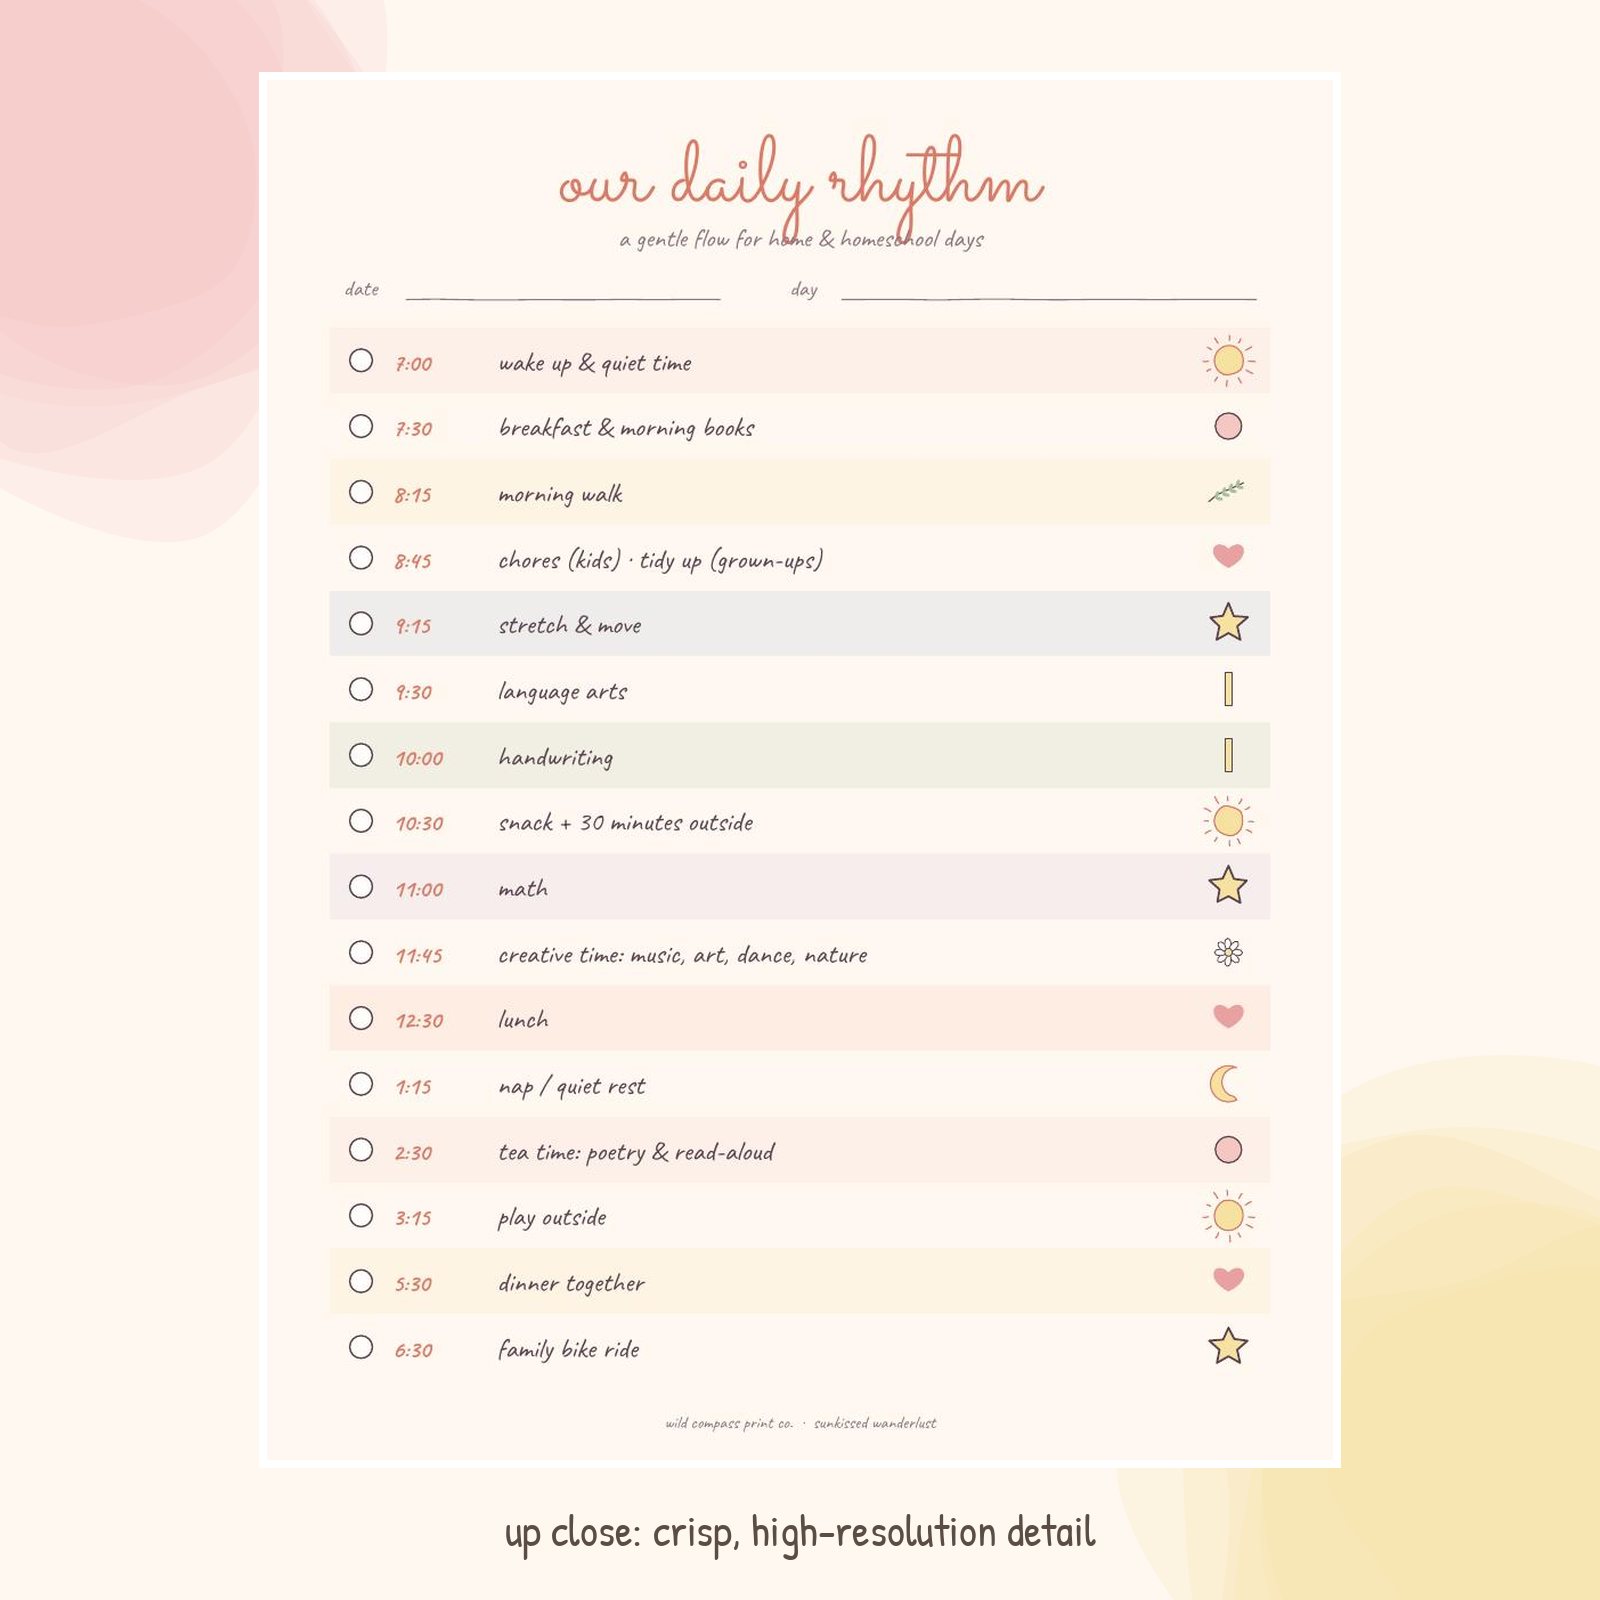 our daily rhythm
a gentle flow for home & homeschool days
date day
7:00 wake up & quiet time
7:30 breakfast & morning books
8:15 morning walk
8:45 chores (kids) · tidy up (grown-ups)
9:15 stretch & move
9:30 language arts
10:00 handwriting
10:30 snack + 30 minutes outside
11:00 math
11:45 creative time: music, art, dance, nature
12:30 lunch
1:15 nap / quiet rest
2:30 tea time: poetry & read-aloud
3:15 play outside
5:30 dinner together
6:30 family bike ride
wild compass print co. · sunkissed wanderlust
up close: crisp, high-resolution detail